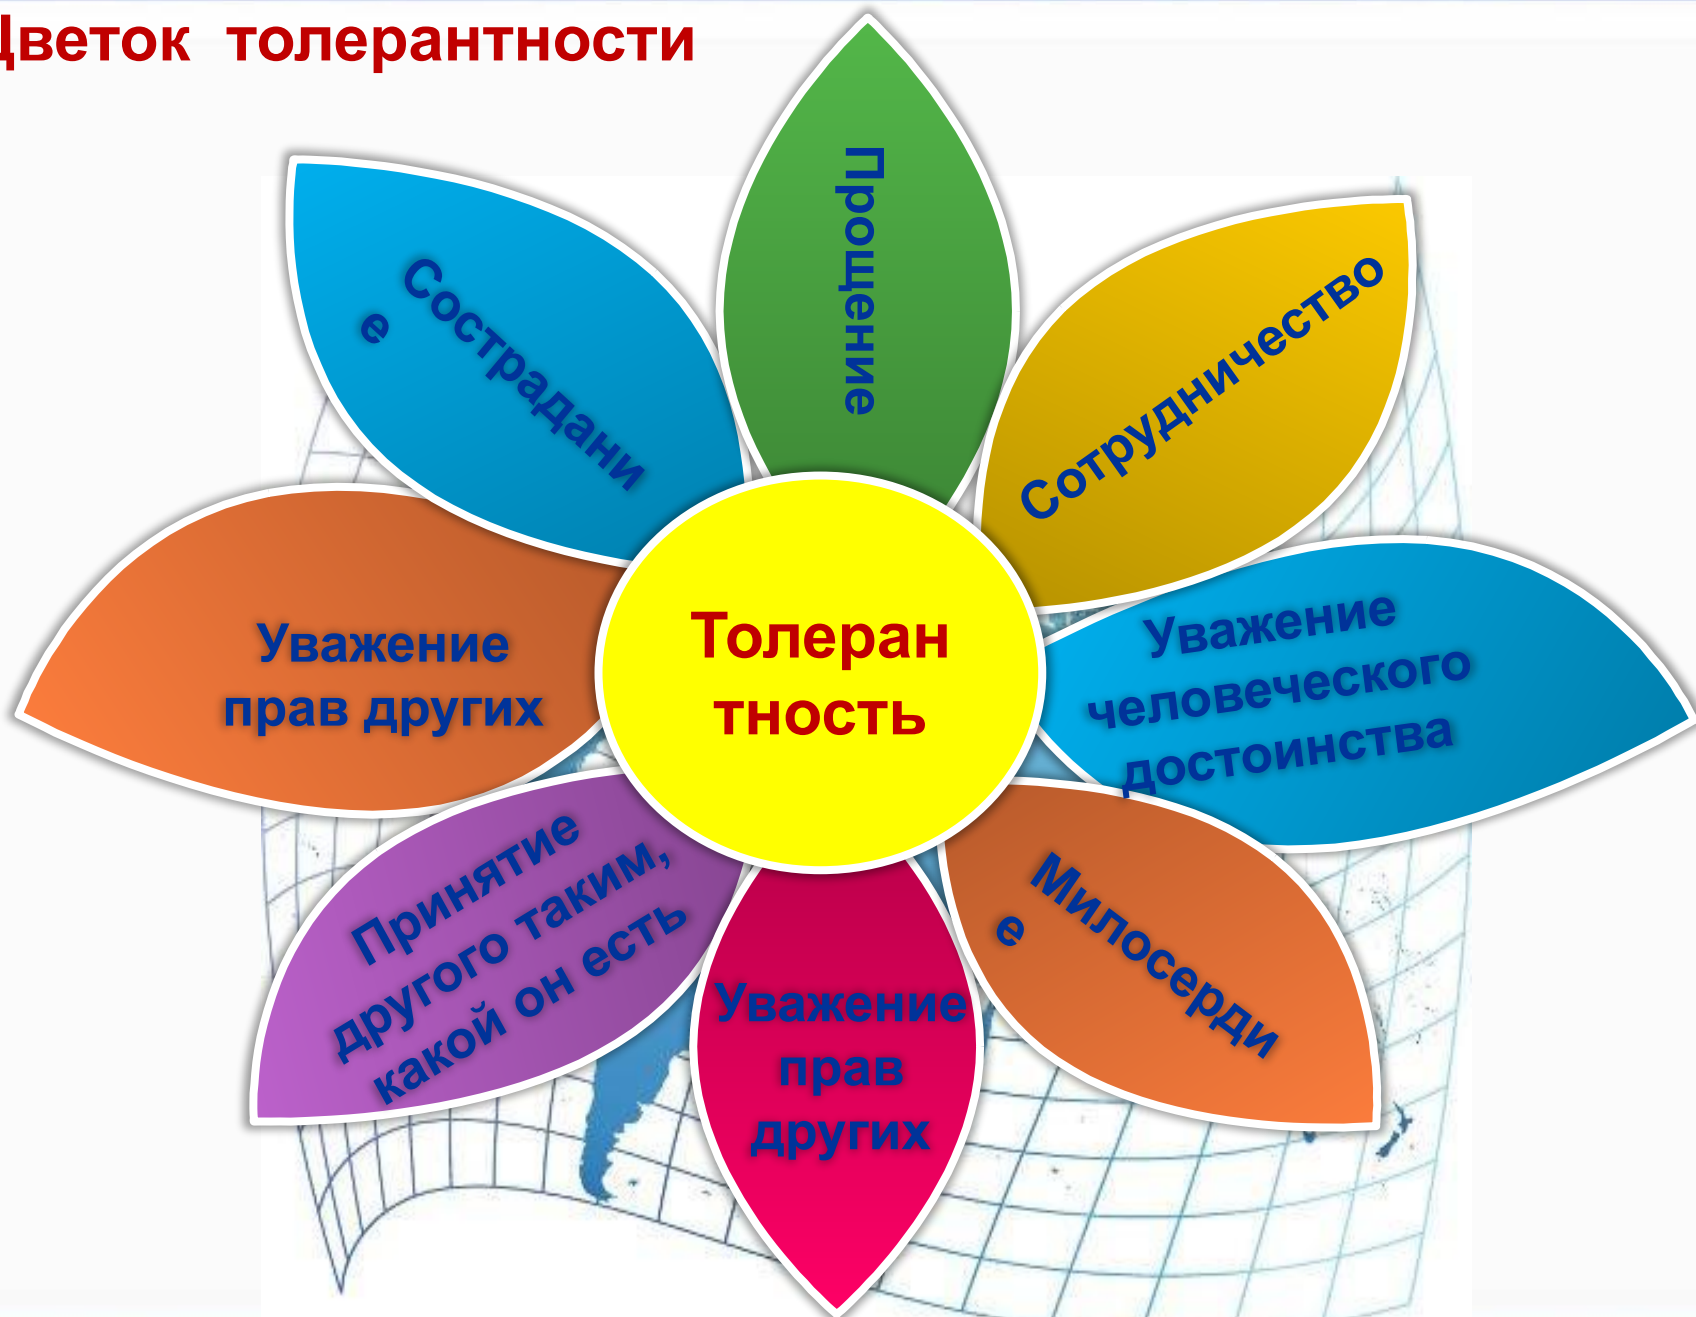 Цветок толерантности
Прощение
Сострадани
е
Сотрудничество
Уважение
прав других
Толеран
тность
Уважение
человеческого
достоинства
Принятие
другого таким,
какой он есть
Милосерди
е
Уважение
прав
других